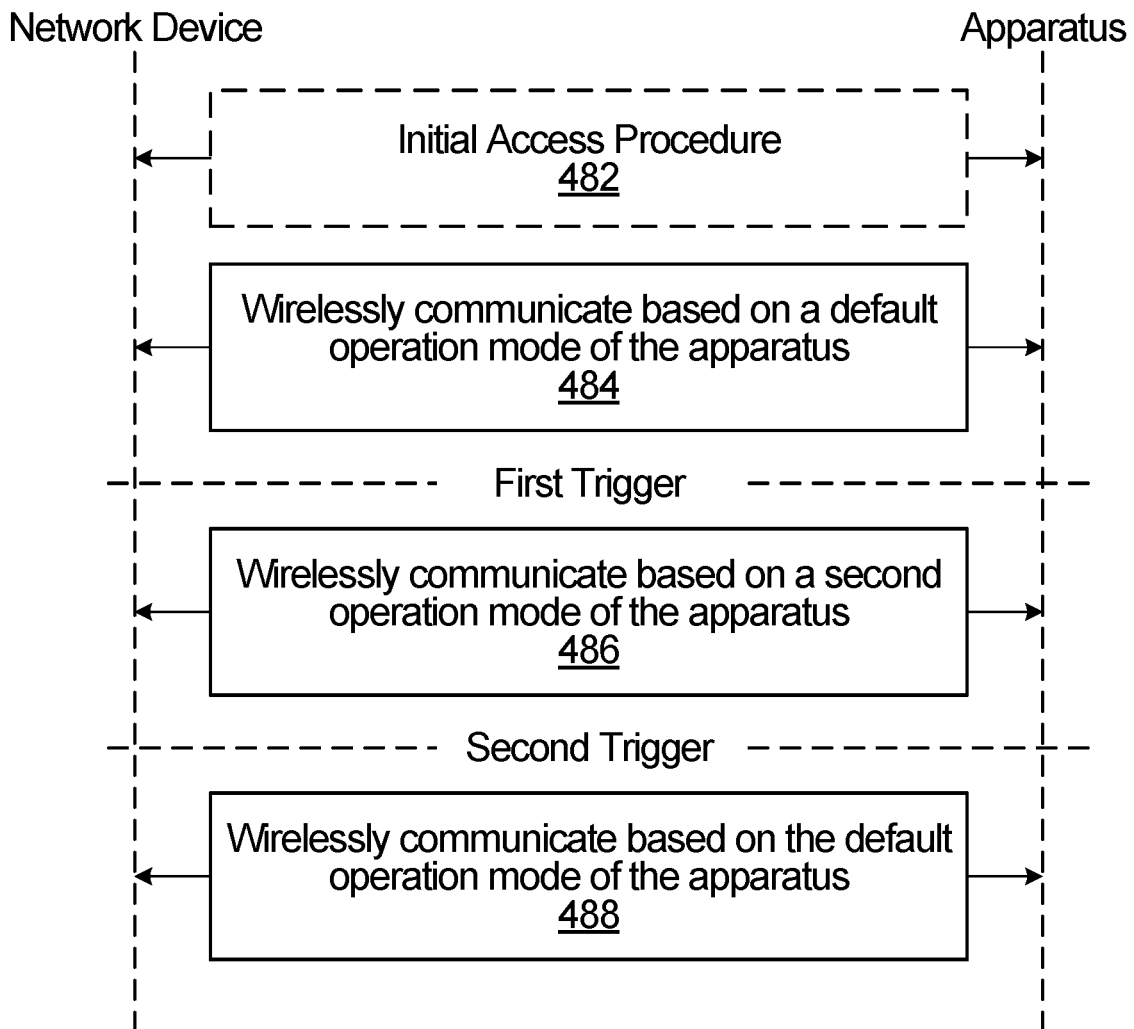 Network Device
Apparatus
Initial Access Procedure
482
Wirelessly communicate based on a default
operation mode of the apparatus
484
First Trigger
Wirelessly communicate based on a second
operation mode of the apparatus
486
Second Trigger
Wirelessly communicate based on the default
operation mode of the apparatus
488